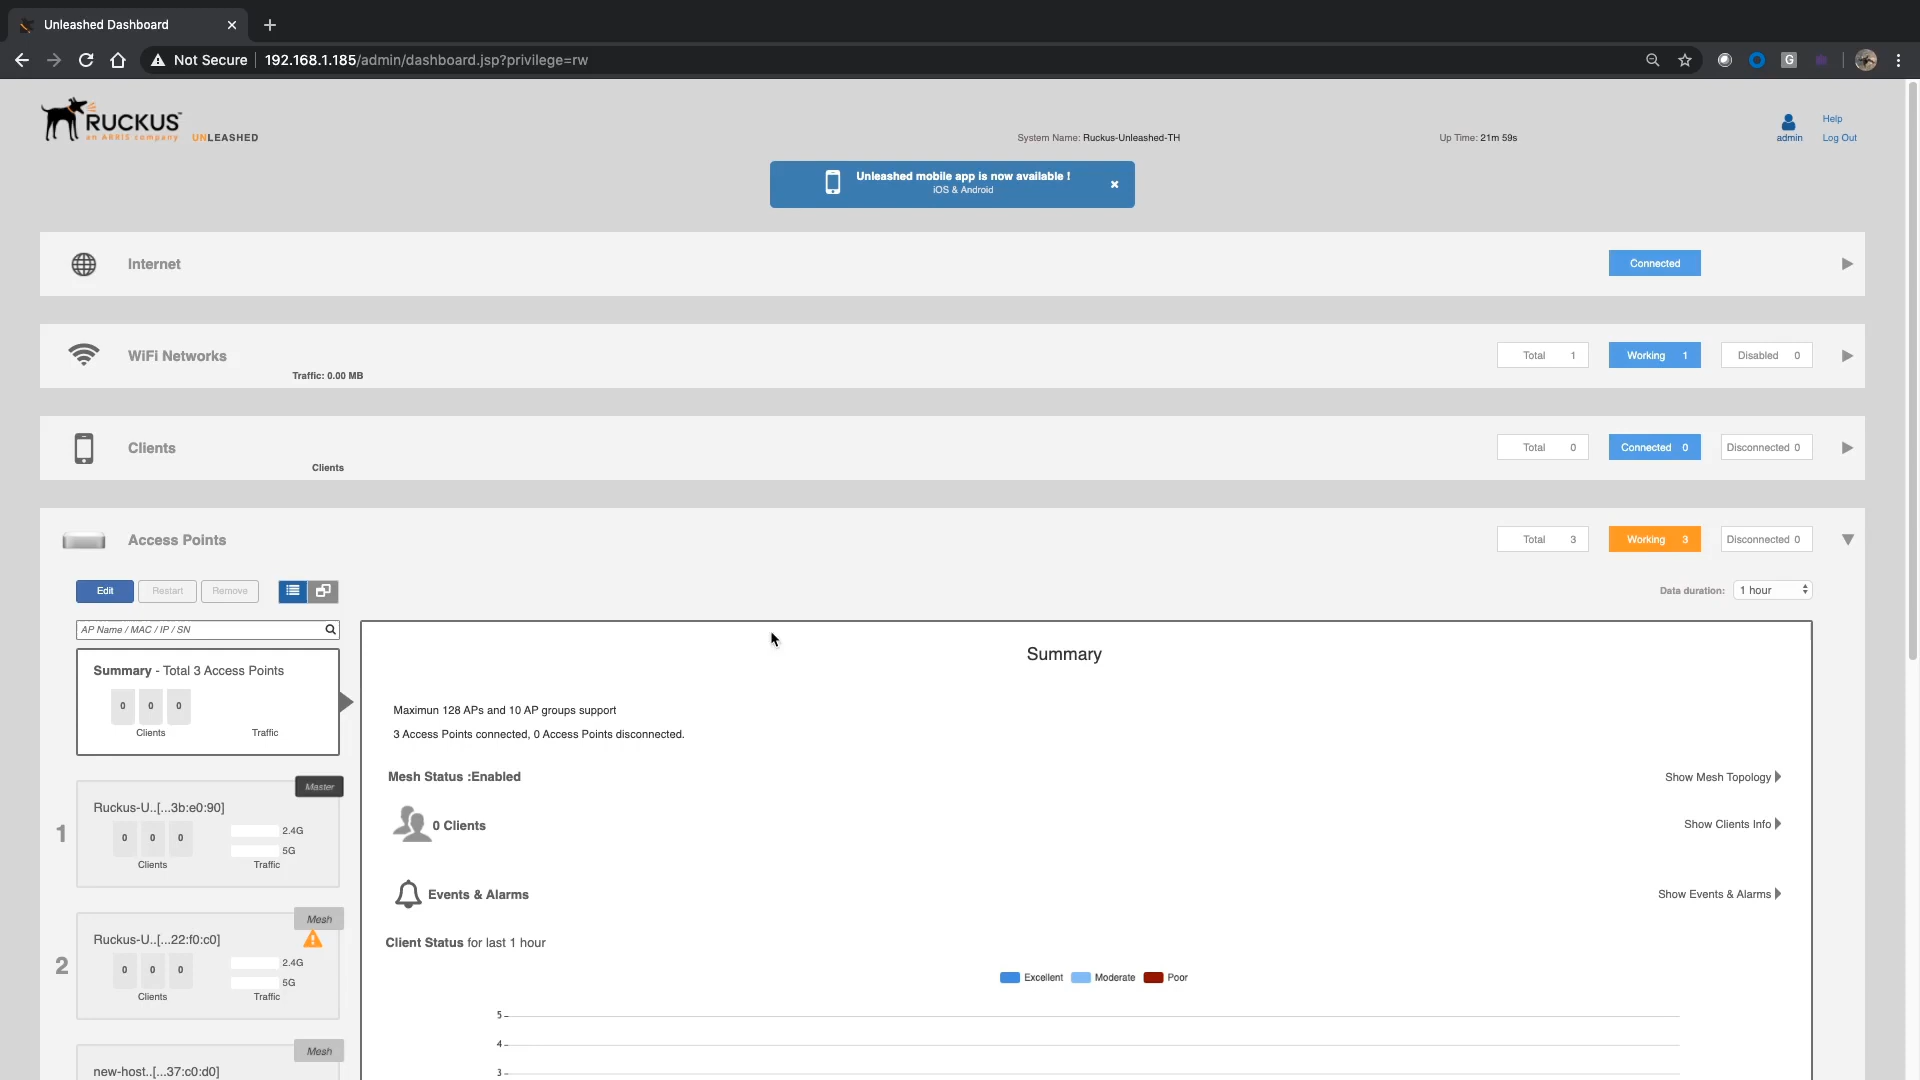 Unleashed Dashboard
Not Secure
192.168.1.185/admin/dashboard.jsp?privilege=rw
G
RUCKUS
an ARRIS company
UNLEASHED
System Name: Ruckus-Unleashed-TH
Up Time: 21m 59s
admin
Help
Log Out
Unleashed mobile app is now available !
iOS & Android
Internet
Connected
WiFi Networks
Traffic: 0.00 MB
Total 1
Working 1
Disabled 0
Clients
Clients
Total 0
Connected 0
Disconnected 0
Access Points
Total 3
Working 3
Disconnected 0
Edit
Restart
Remove
Data duration:
1 hour
AP Name / MAC / IP / SN
Summary - Total 3 Access Points
0 0 0
Clients
Traffic
Summary
Maximun 128 APs and 10 AP groups support
3 Access Points connected, 0 Access Points disconnected.
Mesh Status :Enabled
Show Mesh Topology
0 Clients
Show Clients Info
Events & Alarms
Show Events & Alarms
Client Status for last 1 hour
Excellent
Moderate
Poor
5
4
3
Master
1
Ruckus-U..[...3b:e0:90]
0 0 0
2.4G
5G
Clients
Traffic
Mesh
2
Ruckus-U..[...22:f0:c0]
0 0 0
2.4G
5G
Clients
Traffic
Mesh
new-host..[...37:c0:d0]